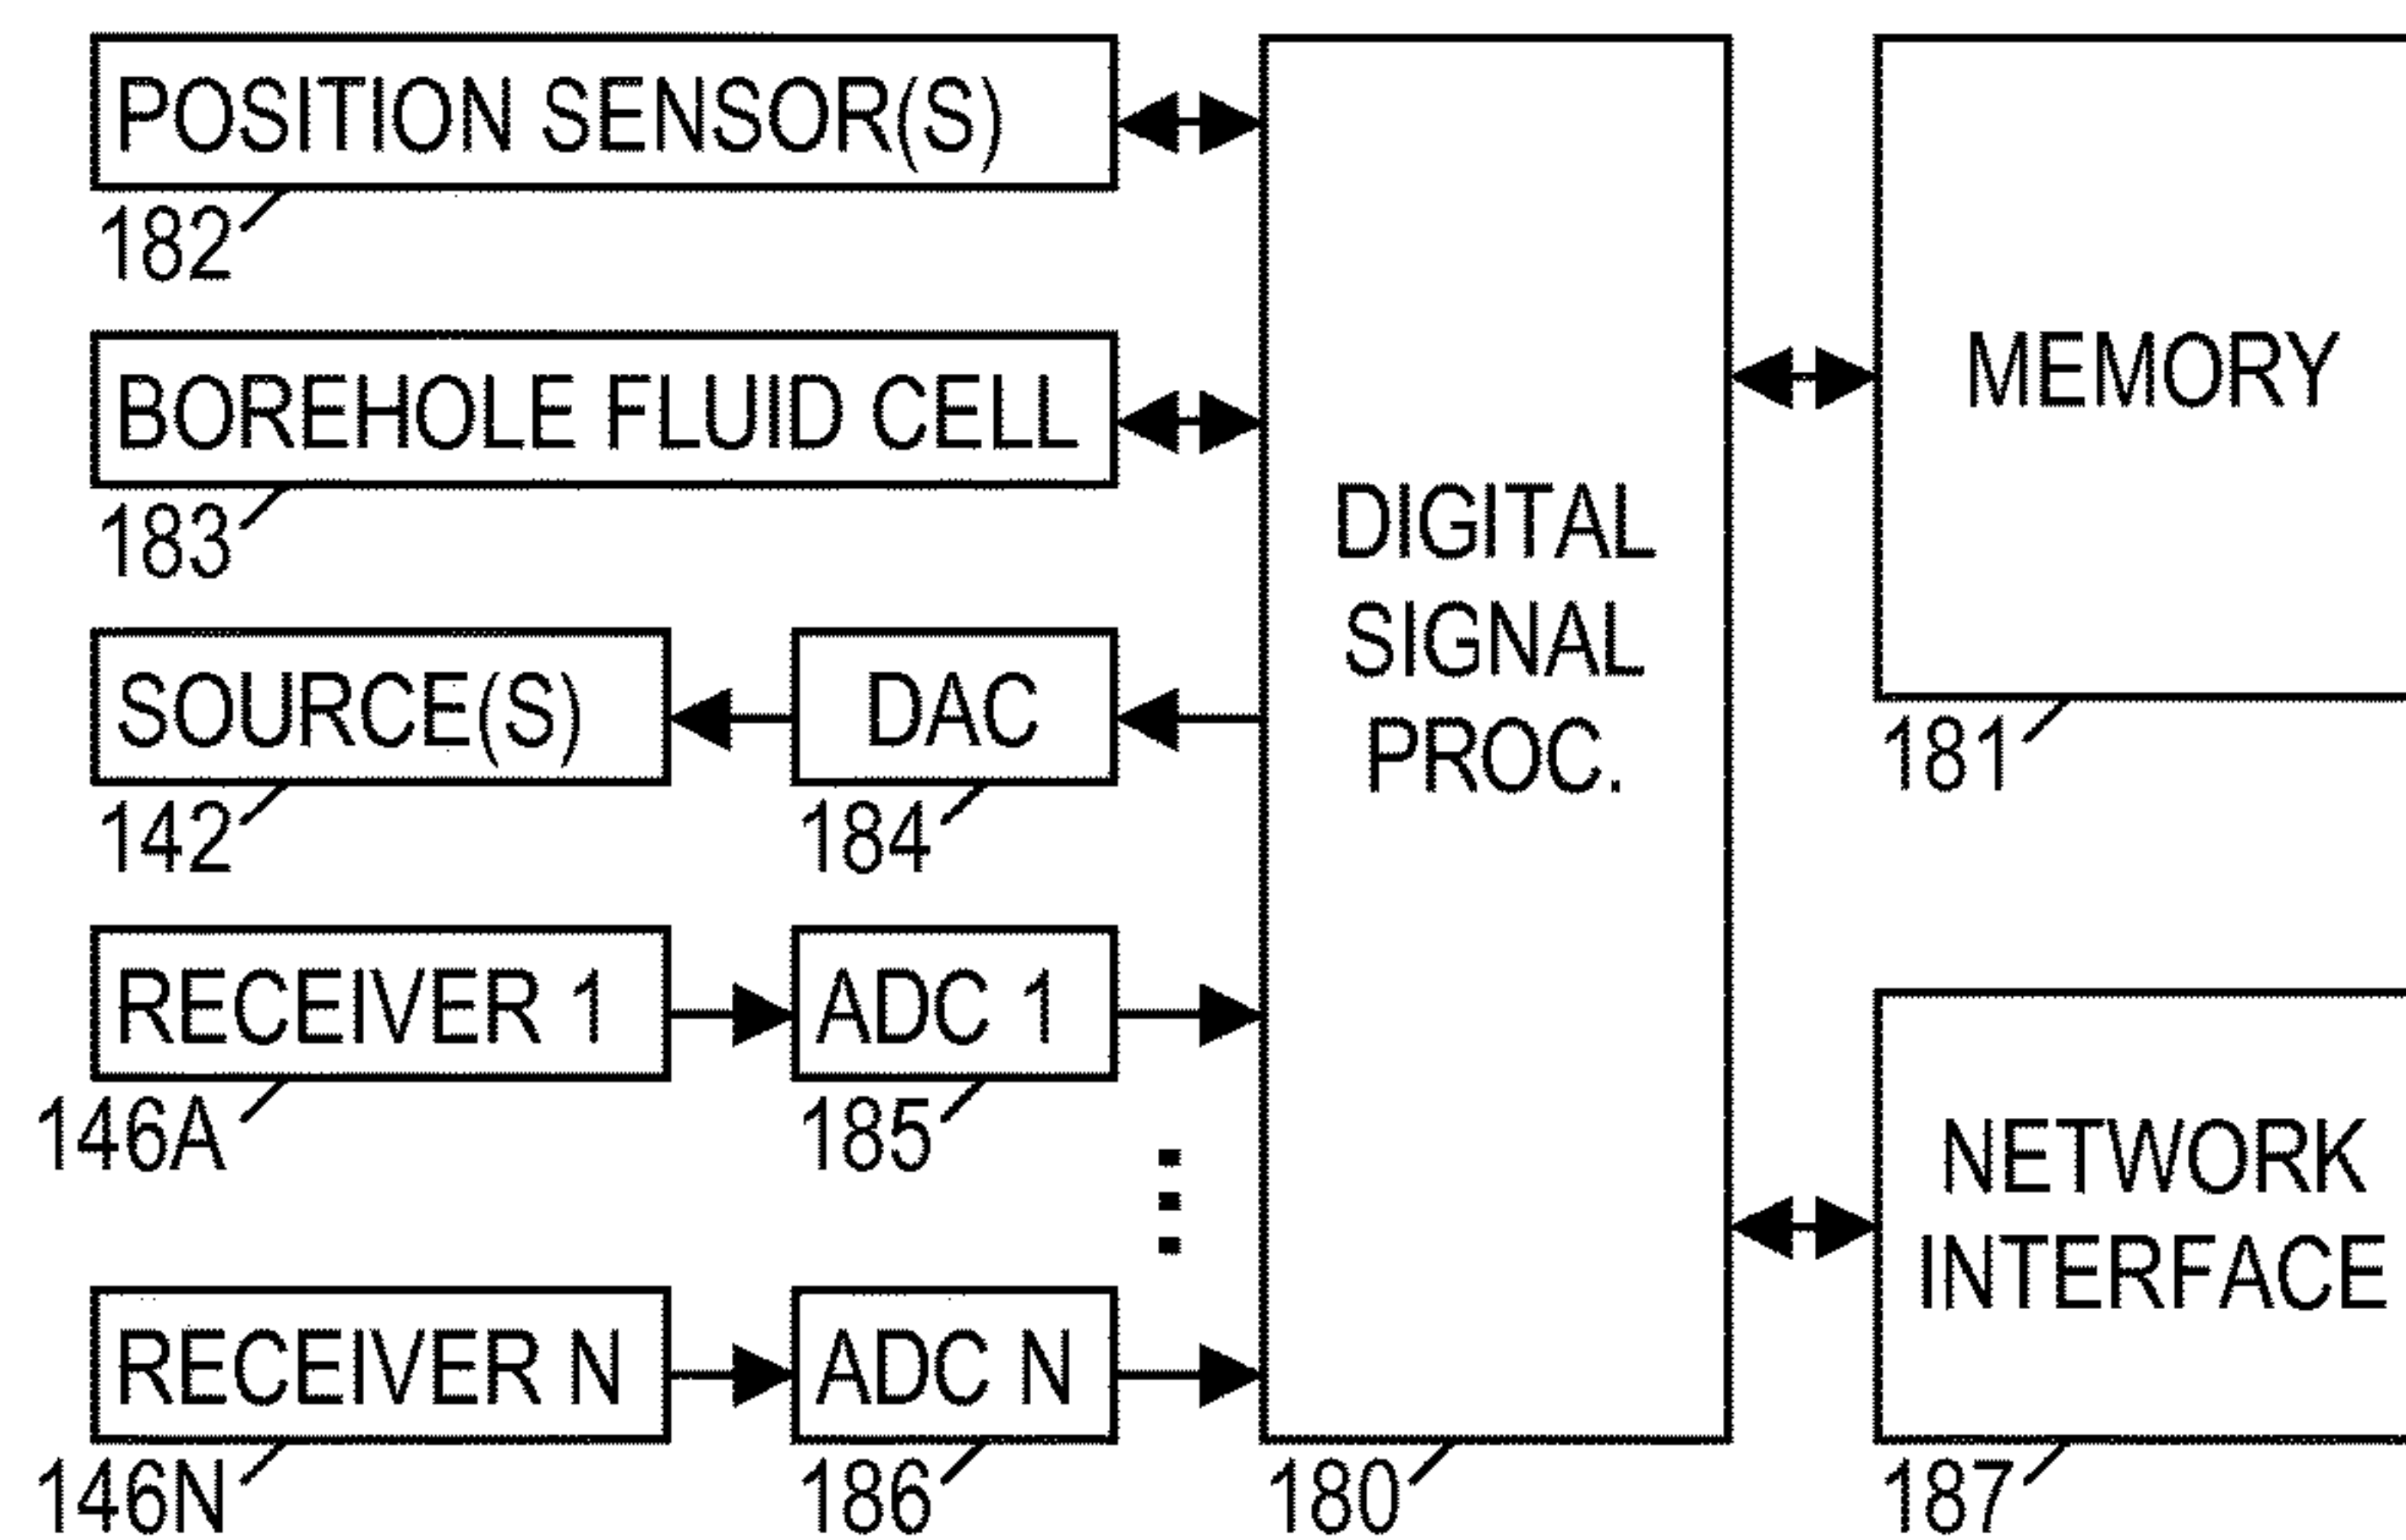 POSITION SENSOR(S)
182
BOREHOLE FLUID CELL
183
SOURCE(S)
142
DAC
184
RECEIVER 1
146A
ADC 1
185
RECEIVER N
146N
ADC N
186
DIGITAL
SIGNAL
PROC.
180
MEMORY
181
NETWORK
INTERFACE
187